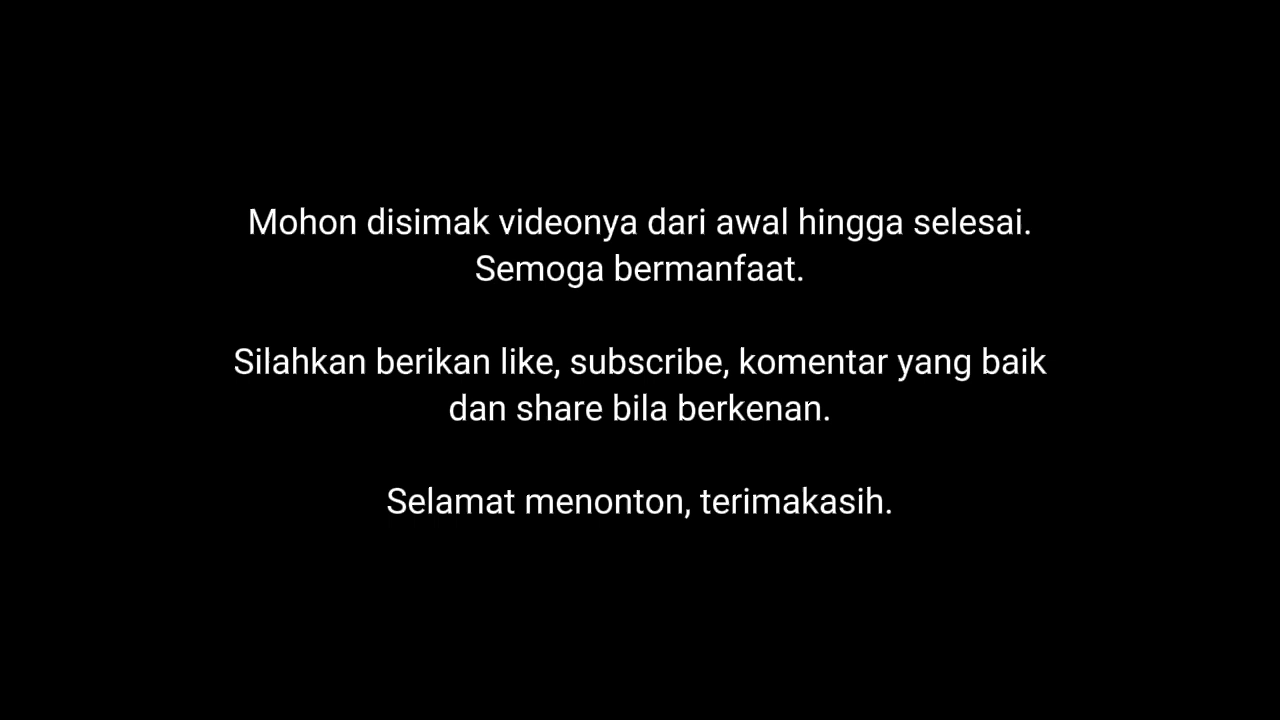 Mohon disimak videonya dari awal hingga selesai.
Semoga bermanfaat.
Silahkan berikan like, subscribe, komentar yang baik
dan share bila berkenan.
Selamat menonton, terimakasih.